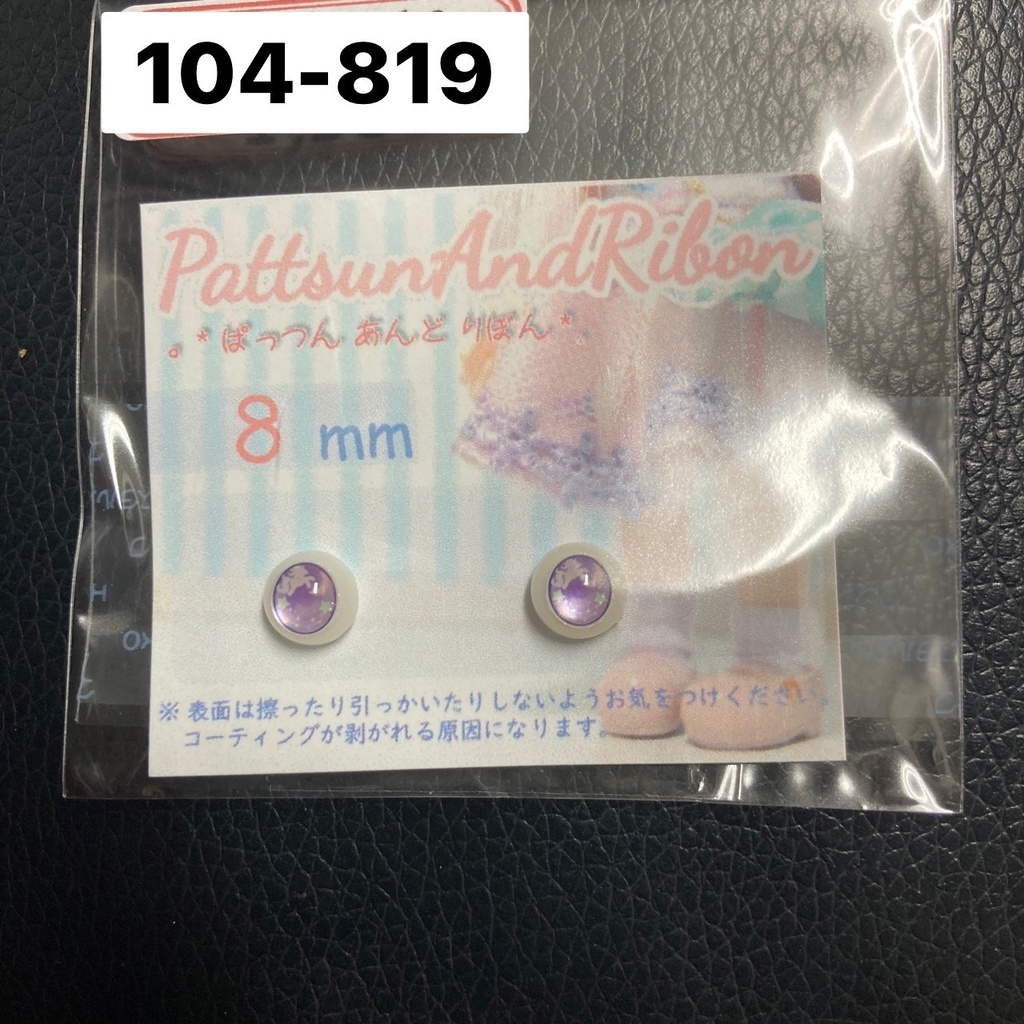 104-819
PattsunAndRibon
。*ぱっつん あんど りぼん*。
8 mm
※ 表面は擦ったり引っかいたりしないようお気をつけください。
コーティングが剥がれる原因になります。